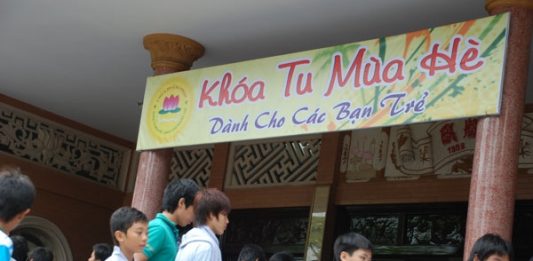 Khóa Tu Mùa Hè
Dành Cho Các Bạn Trẻ